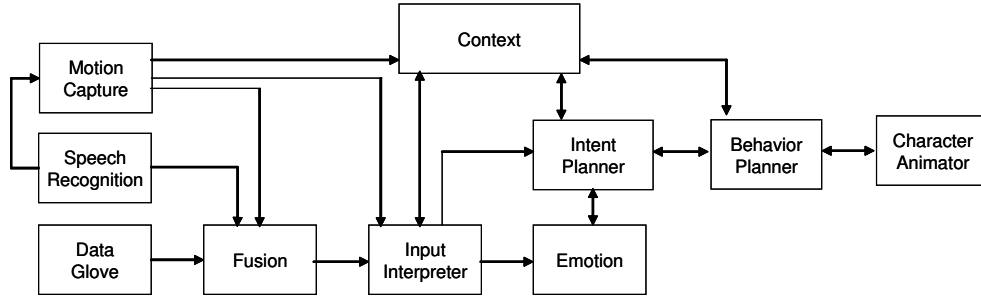 Context
Motion
Capture
Speech
Recognition
Intent
Planner
Behavior
Planner
Character
Animator
Data
Glove
Fusion
Input
Interpreter
Emotion